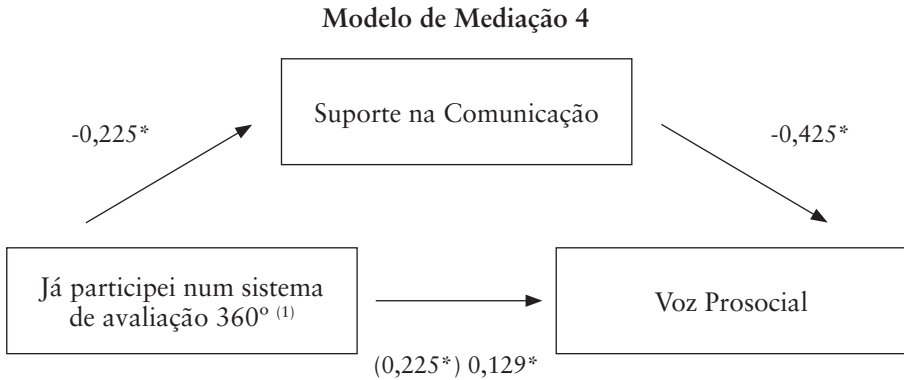 Modelo de Mediação 4
Suporte na Comunicação
-0,225*
-0,425*
Já participei num sistema
de avaliação 360º (1)
Voz Prosocial
(0,225*) 0,129*